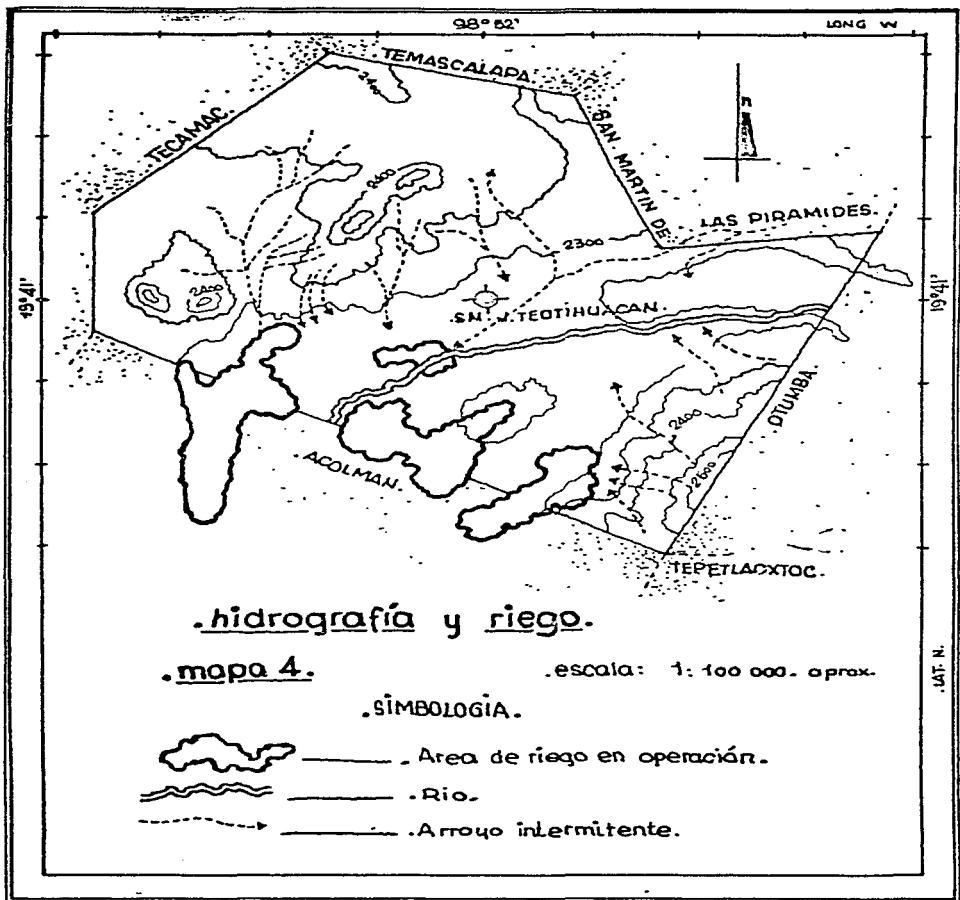 98°52'
LONG W
TEMASCALAPA.
2400
TECAMAC.
SAN MARTIN DE
LAS PIRAMIDES.
2400
2300
2400
19°41'
19°41'
.SN. J. TEOTIHUACAN.
OTUMBA.
2400
2500
.ACOLMAN.
.TEPETLAOXTOC.
.hidrografía y riego.
.mapa 4.
.escala: 1: 100 000. aprox.
.LAT. N.
.SIMBOLOGIA.
.Area de riego en operación.
.Rio.
.Arroyo intermitente.